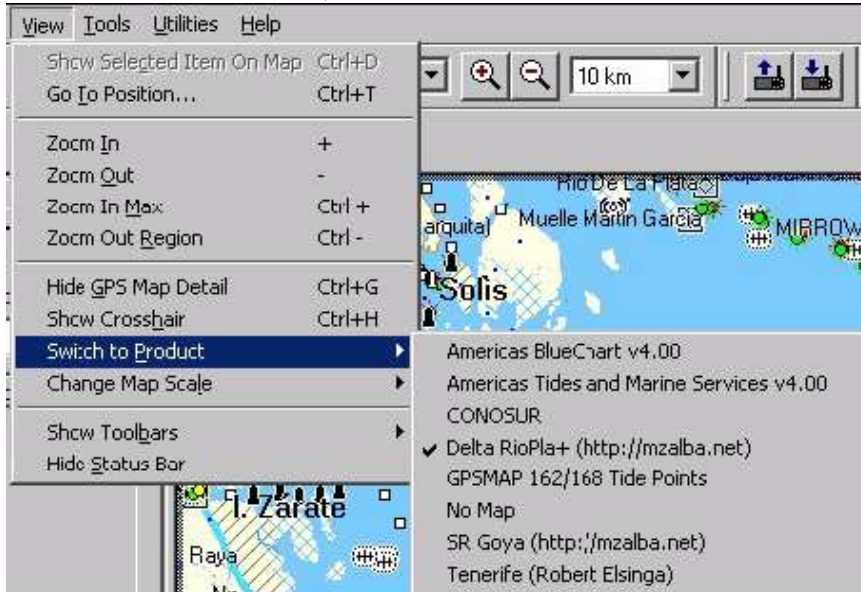 View Tools Utilities Help
Show Selected Item On Map Ctrl+D
Go To Position... Ctrl+T
10 km
Zoom In +
Zoom Out -
Zoom In Max Ctrl +
Zoom Out Region Ctrl -
Hide GPS Map Detail Ctrl+G
Show Crosshair Ctrl+H
Switch to Product
Change Map Scale
Show Toolbars
Hide Status Bar
Rio De La Plata
Muelle Martin Garcia
MIRROW
Solis
Americas BlueChart v4.00
Americas Tides and Marine Services v4.00
CONOSUR
Delta RioPla+ (http://mzalba.net)
GPSMAP 162/168 Tide Points
No Map
SR Goya (http://mzalba.net)
Tenerife (Robert Elsinga)
I. Zárate
Raya